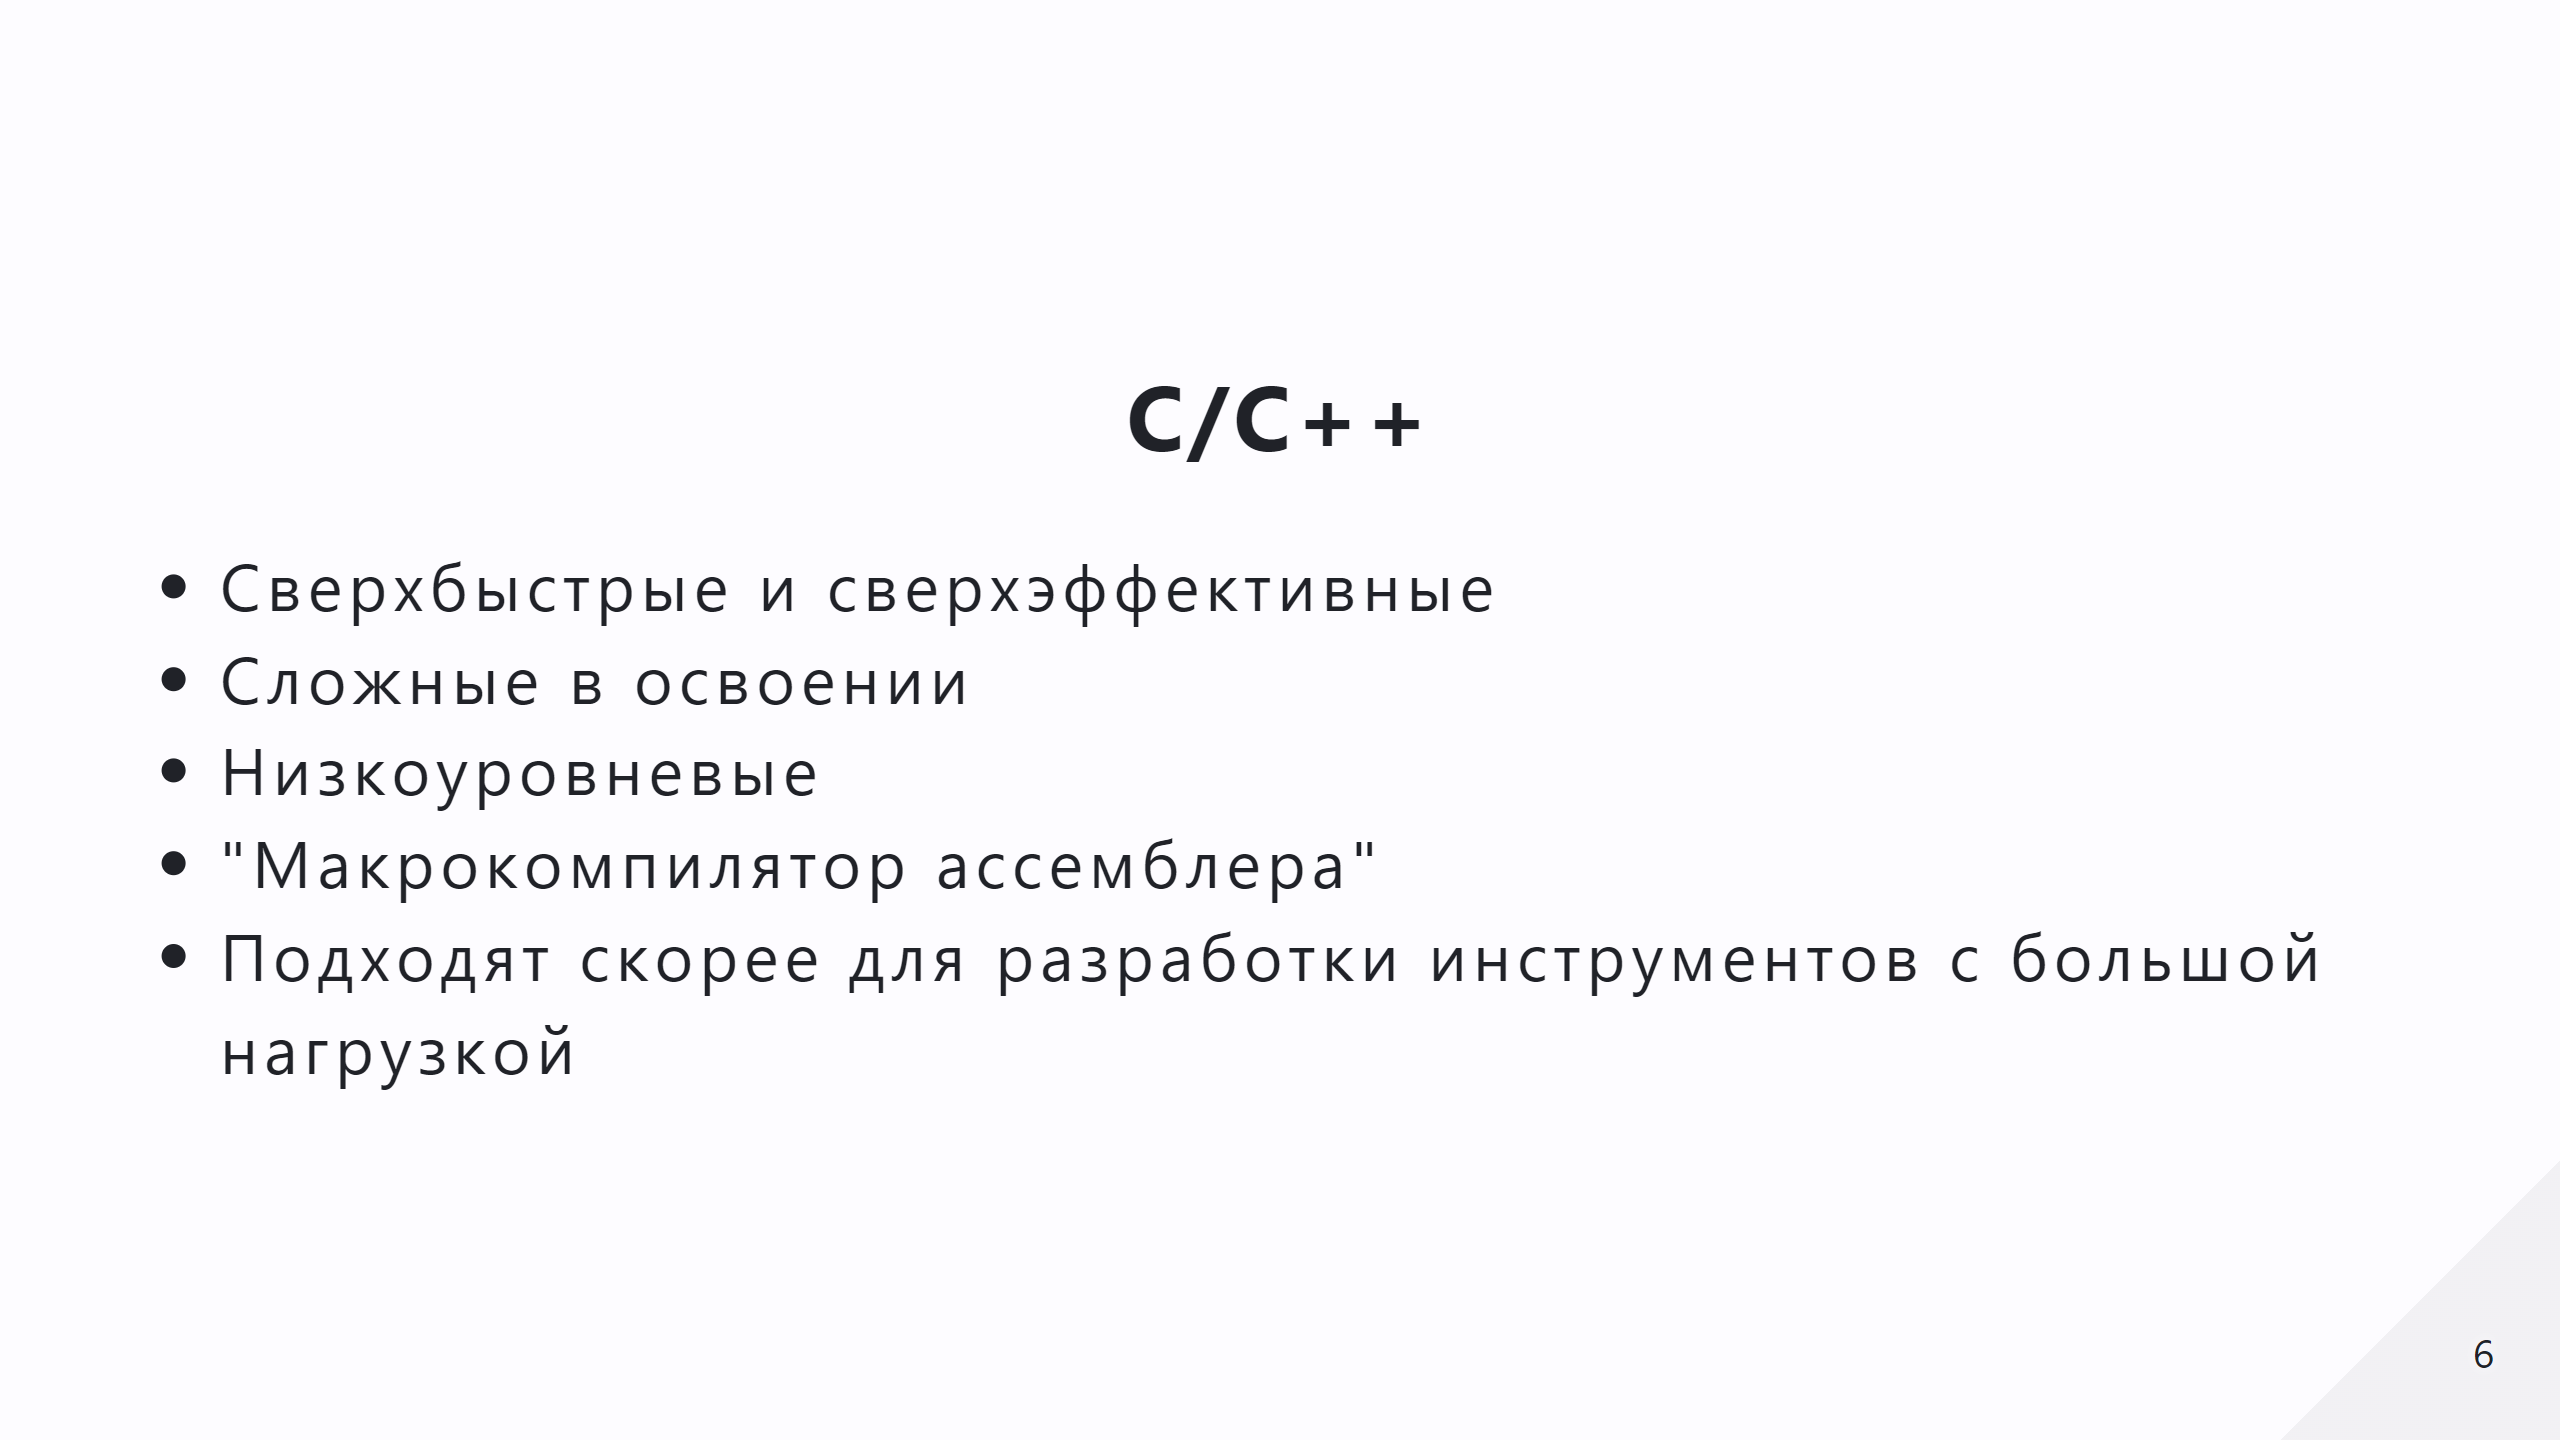 C/C++
• Сверхбыстрые и сверхэффективные
• Сложные в освоении
• Низкоуровневые
• "Макрокомпилятор ассемблера"
• Подходят скорее для разработки инструментов с большой
нагрузкой
6